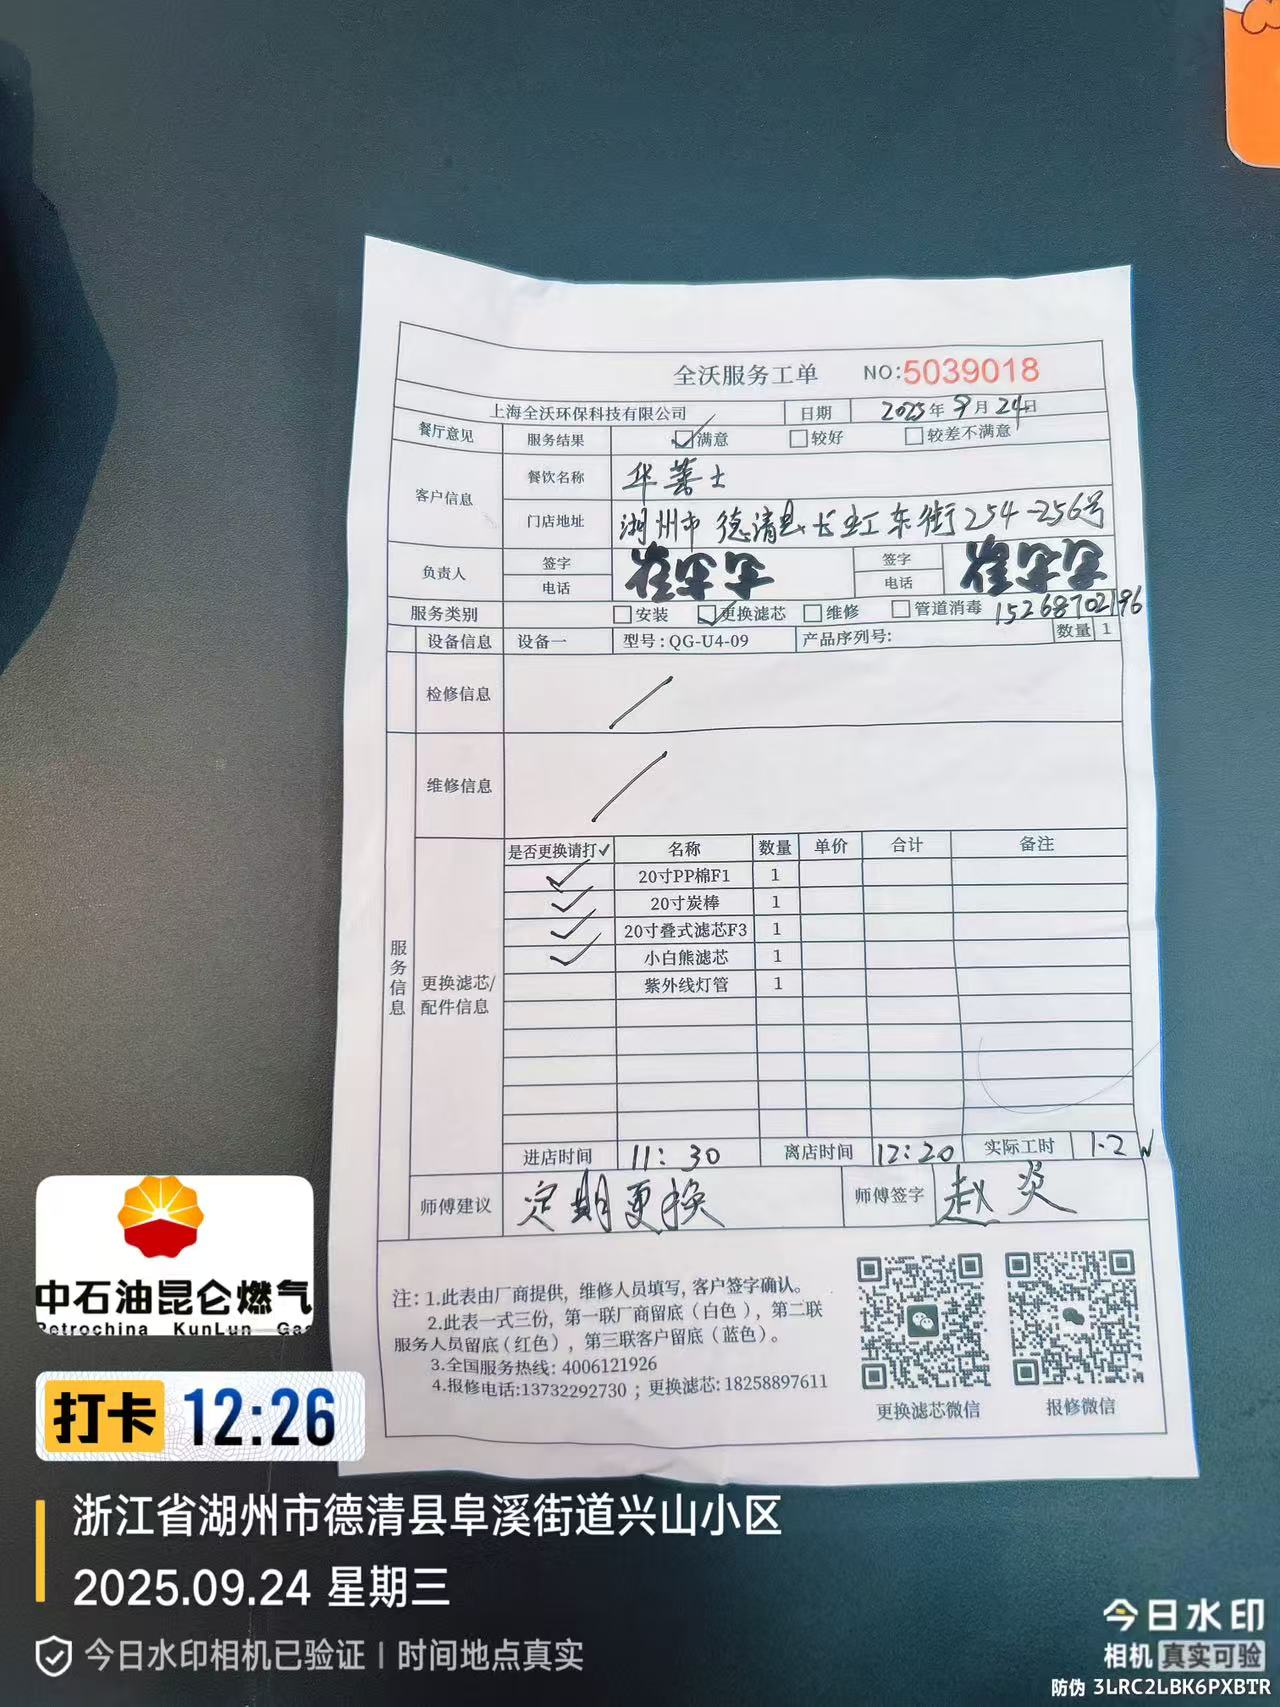 全沃服务工单 NO:5039018
上海全沃环保科技有限公司 日期 2025年9月24日
餐厅意见 服务结果 满意 较好 较差不满意
客户信息 餐饮名称 华莱士
门店地址 湖州市德清县长虹东街254-256号
负责人 签字 签字
电话 电话 15268702196
服务类别 安装 更换滤芯 维修 管道消毒
设备信息 设备一 型号:QG-U4-09 产品序列号: 数量 1
检修信息
维修信息
服务信息
更换滤芯/配件信息
是否更换请打✓ 名称 数量 单价 合计 备注
✓ 20寸PP棉F1 1
✓ 20寸炭棒 1
✓ 20寸叠式滤芯F3 1
✓ 小白熊滤芯 1
紫外线灯管 1
进店时间 11:30 离店时间 12:20 实际工时 1.2
师傅建议 定期更换 师傅签字 赵炎
注:1.此表由厂商提供,维修人员填写,客户签字确认。
2.此表一式三份,第一联厂商留底(白色),第二联
服务人员留底(红色),第三联客户留底(蓝色)。
3.全国服务热线:4006121926
4.报修电话:13732292730;更换滤芯:18258897611
更换滤芯微信 报修微信
中石油昆仑燃气
Petrochina KunLun Gas
打卡 12:26
浙江省湖州市德清县阜溪街道兴山小区
2025.09.24 星期三
今日水印相机已验证 | 时间地点真实
今日水印
相机 真实可验
防伪 3LRC2LBK6PXBTR